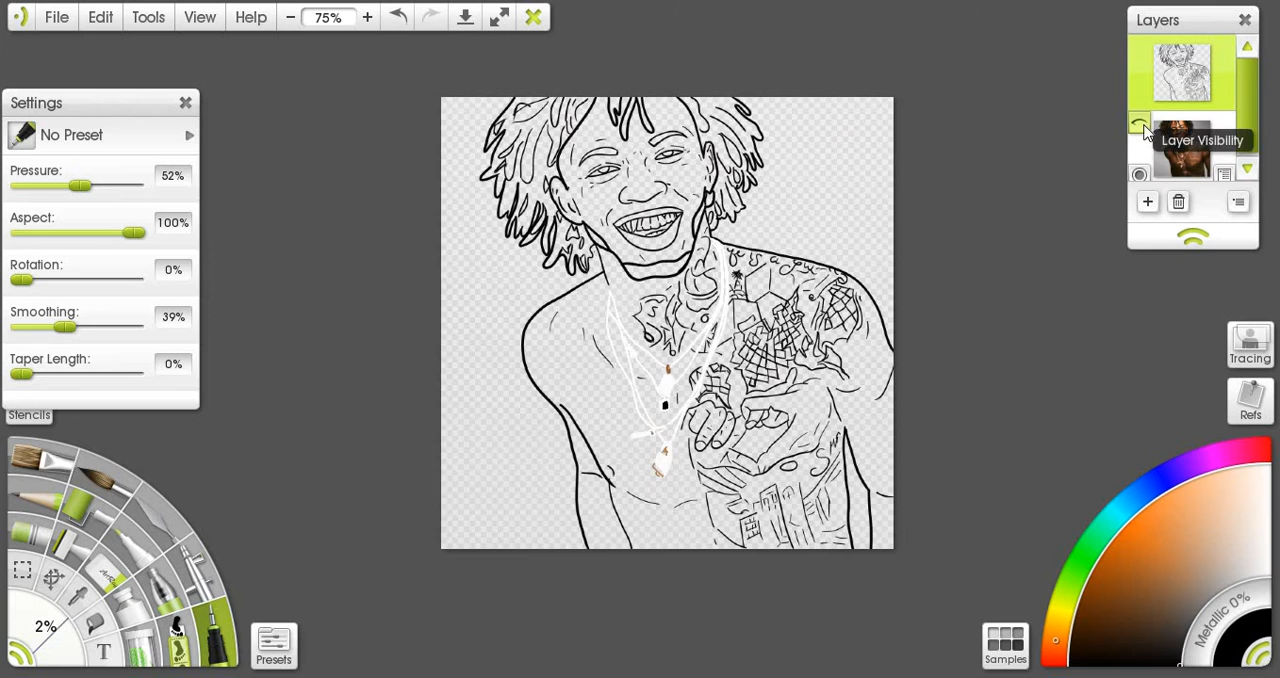 File Edit Tools View Help − 75% +
Layers
Layer Visibility
Settings
No Preset
Pressure: 52%
Aspect: 100%
Rotation: 0%
Smoothing: 39%
Taper Length: 0%
Stencils
Tracing
Refs
2%
T
Presets
Samples
Metallic 0%